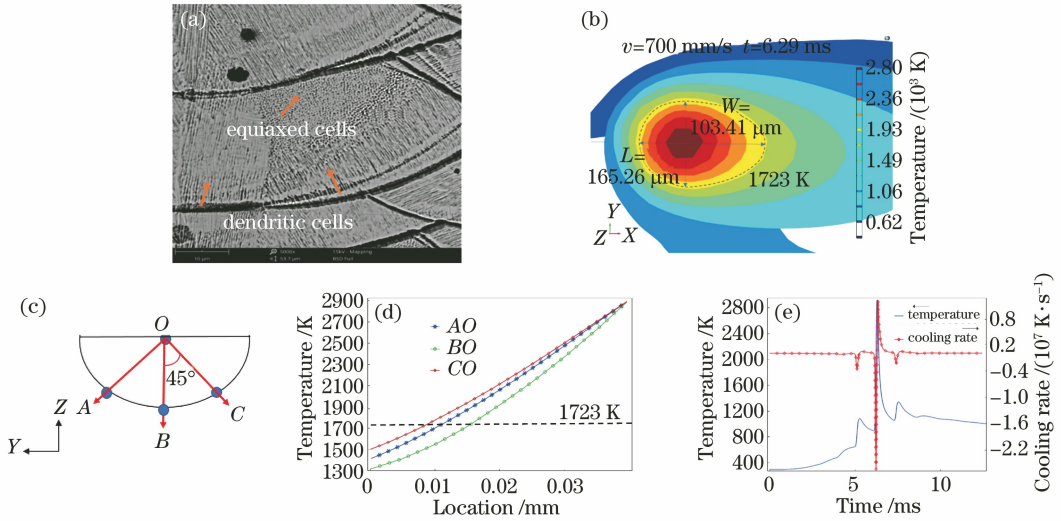 (a)
equiaxed cells
dendritic cells
10 μm
(b)
v=700 mm/s t=6.29 ms
W=
103.41 μm
L=
165.26 μm
1723 K
Y
Z
X
2.80
2.36
1.93
1.49
1.06
0.62
Temperature /(10³ K)
(c)
O
45°
A
B
C
Z
Y
(d)
2900
2700
2500
2300
2100
1900
1700
1500
1300
Temperature /K
AO
BO
CO
1723 K
0
0.01
0.02
0.03
Location /mm
(e)
2800
2400
2000
1600
1200
800
400
Temperature /K
temperature
cooling rate
0.8
0.2
−0.4
−1.0
−1.6
−2.2
Cooling rate /(10⁷ K·s⁻¹)
0
5
10
Time /ms